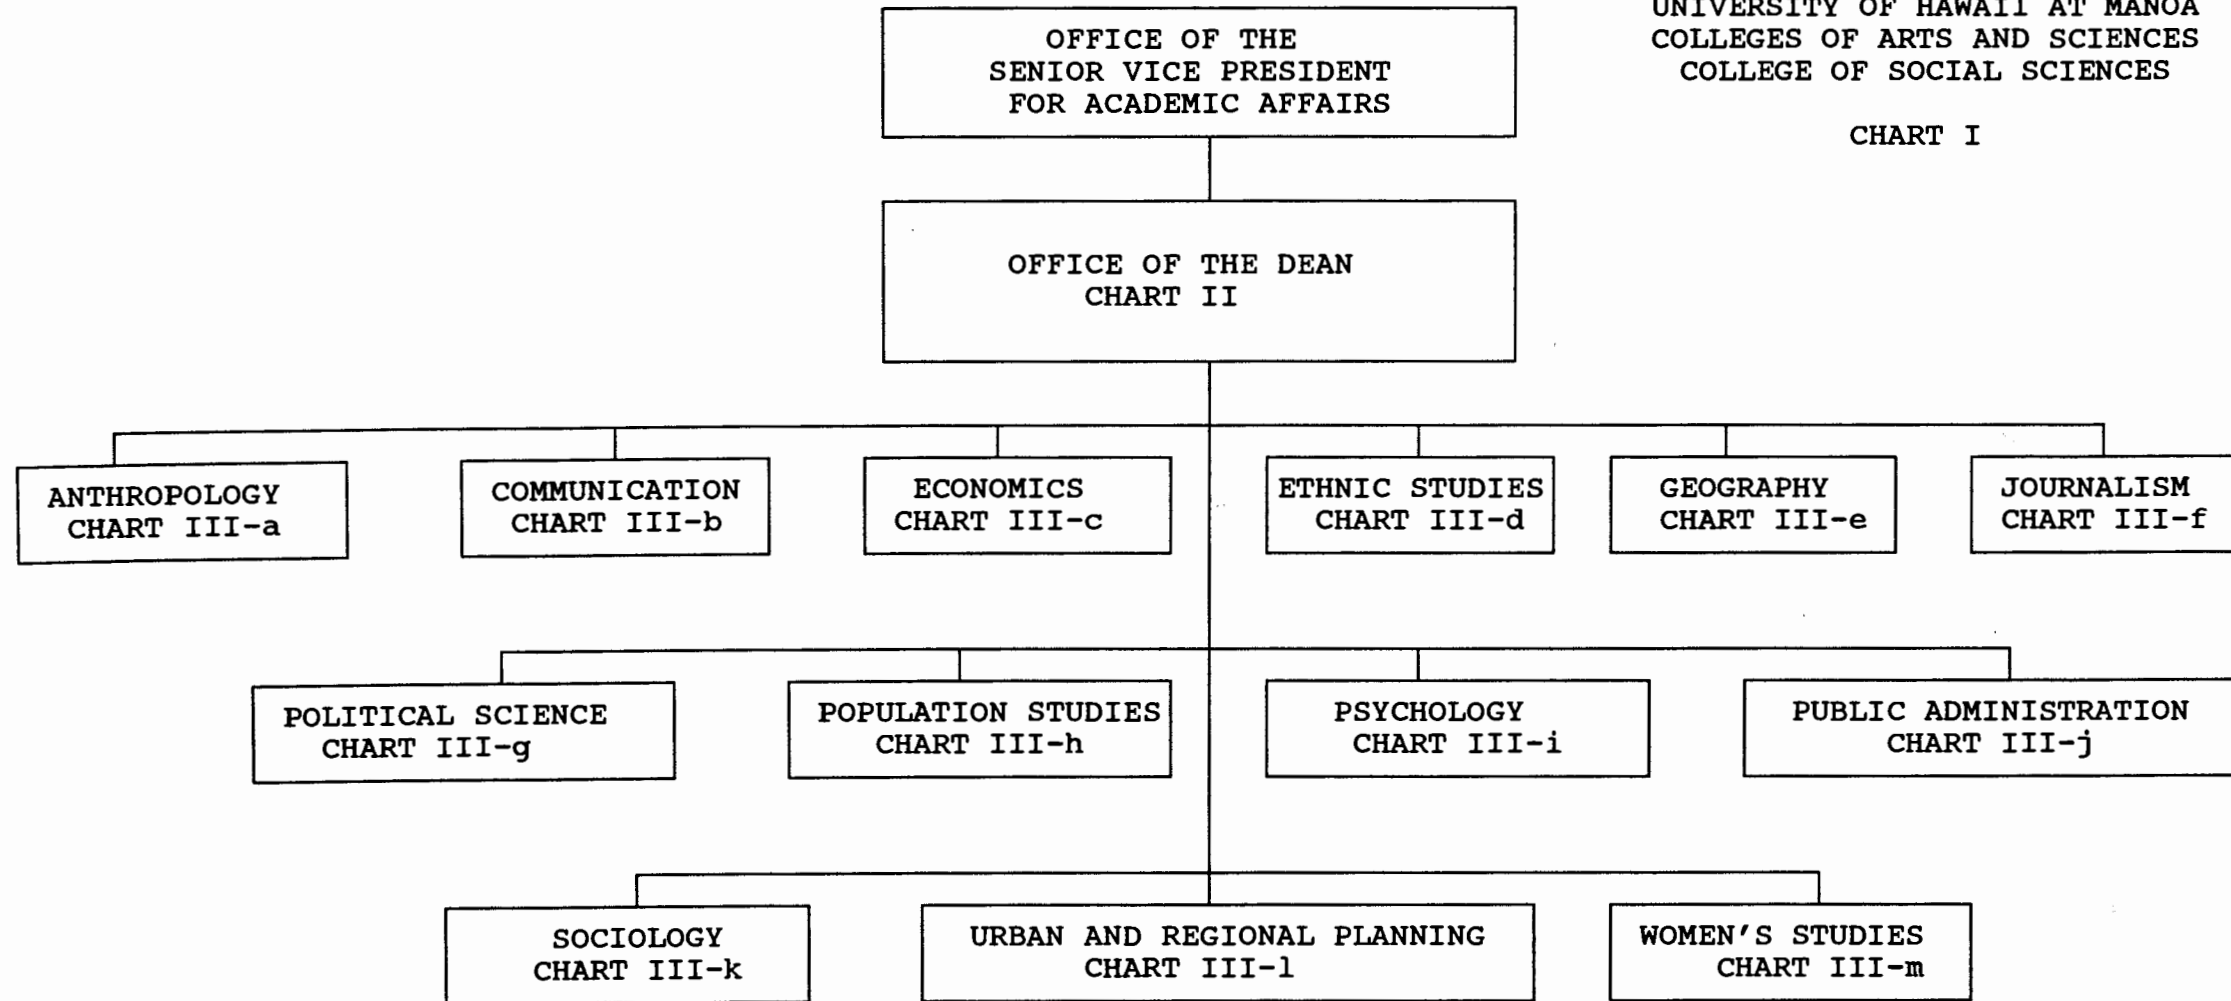 UNIVERSITY OF HAWAII AT MANOA
COLLEGES OF ARTS AND SCIENCES
COLLEGE OF SOCIAL SCIENCES
CHART I
OFFICE OF THE
SENIOR VICE PRESIDENT
FOR ACADEMIC AFFAIRS
OFFICE OF THE DEAN
CHART II
ANTHROPOLOGY
CHART III-a
COMMUNICATION
CHART III-b
ECONOMICS
CHART III-c
ETHNIC STUDIES
CHART III-d
GEOGRAPHY
CHART III-e
JOURNALISM
CHART III-f
POLITICAL SCIENCE
CHART III-g
POPULATION STUDIES
CHART III-h
PSYCHOLOGY
CHART III-i
PUBLIC ADMINISTRATION
CHART III-j
SOCIOLOGY
CHART III-k
URBAN AND REGIONAL PLANNING
CHART III-l
WOMEN'S STUDIES
CHART III-m